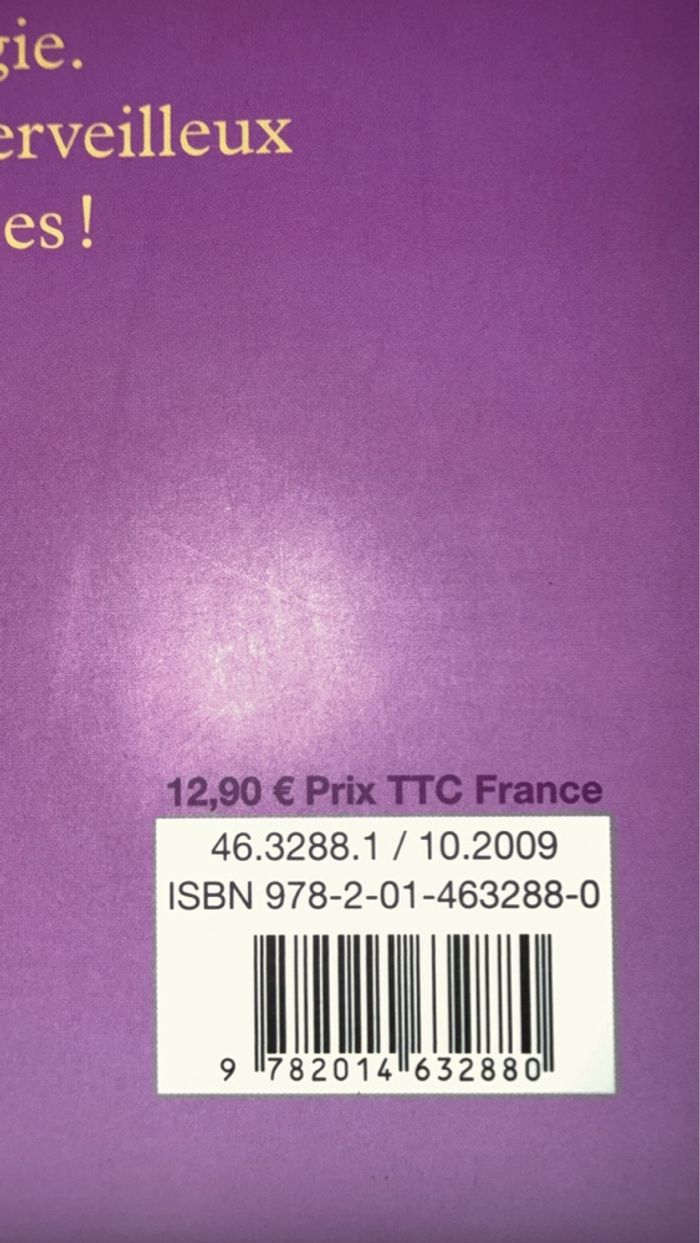 gie.
erveilleux
es !
12,90 € Prix TTC France
46.3288.1 / 10.2009
ISBN 978-2-01-463288-0
9 782014 632880